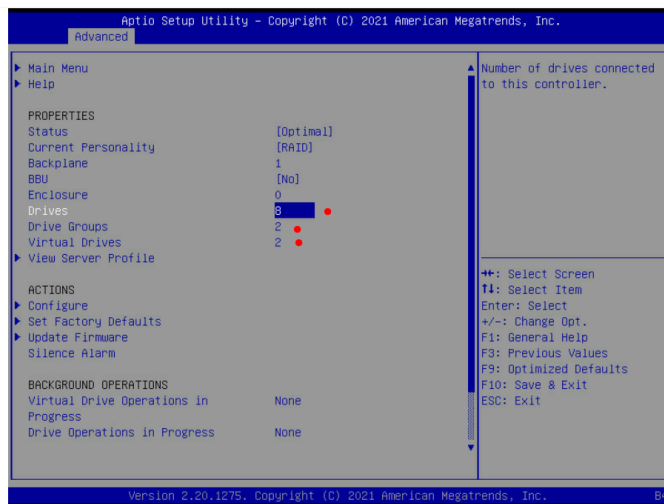 Aptio Setup Utility – Copyright (C) 2021 American Megatrends, Inc.
Advanced
Main Menu
Help
PROPERTIES
Status [Optimal]
Current Personality [RAID]
Backplane 1
BBU [No]
Enclosure 0
Drives 8
Drive Groups 2
Virtual Drives 2
View Server Profile
ACTIONS
Configure
Set Factory Defaults
Update Firmware
Silence Alarm
BACKGROUND OPERATIONS
Virtual Drive Operations in None
Progress
Drive Operations in Progress None
Number of drives connected
to this controller.
→←: Select Screen
↑↓: Select Item
Enter: Select
+/-: Change Opt.
F1: General Help
F3: Previous Values
F9: Optimized Defaults
F10: Save & Exit
ESC: Exit
Version 2.20.1275. Copyright (C) 2021 American Megatrends, Inc.